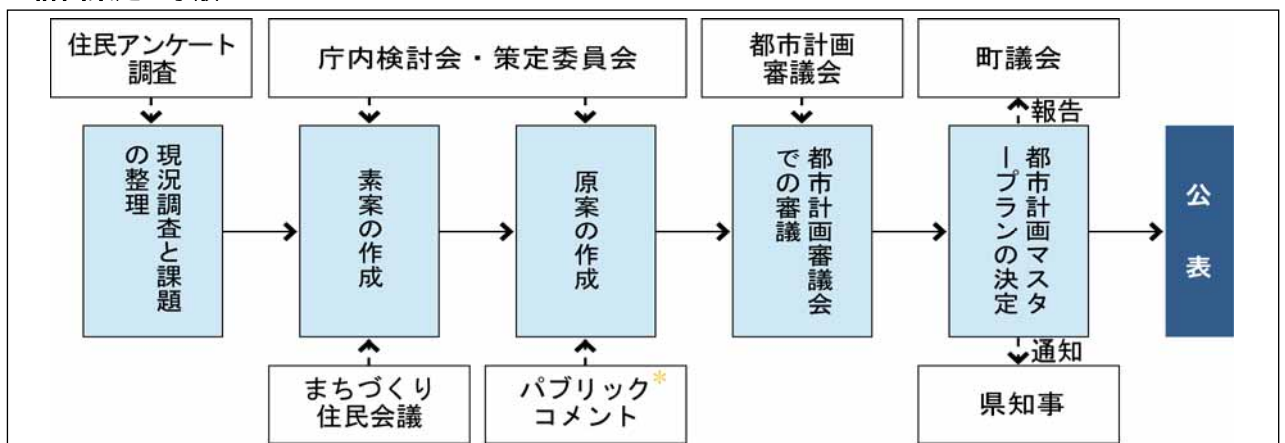 住民アンケート
調査
庁内検討会・策定委員会
都市計画
審議会
町議会
報告
現況調査と課題
の整理
素案の作成
原案の作成
都市計画審議会
での審議
都市計画マスタ
ープランの決定
公表
通知
まちづくり
住民会議
パブリック*
コメント
県知事